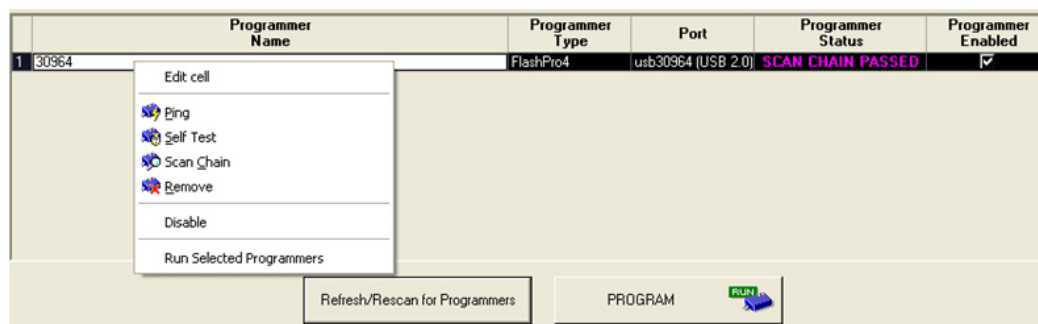 Programmer Name
Programmer Type
Port
Programmer Status
Programmer Enabled
1 30964 FlashPro4 usb30964 (USB 2.0) SCAN CHAIN PASSED
Edit cell
Ping
Self Test
Scan Chain
Remove
Disable
Run Selected Programmers
Refresh/Rescan for Programmers
PROGRAM
RUN